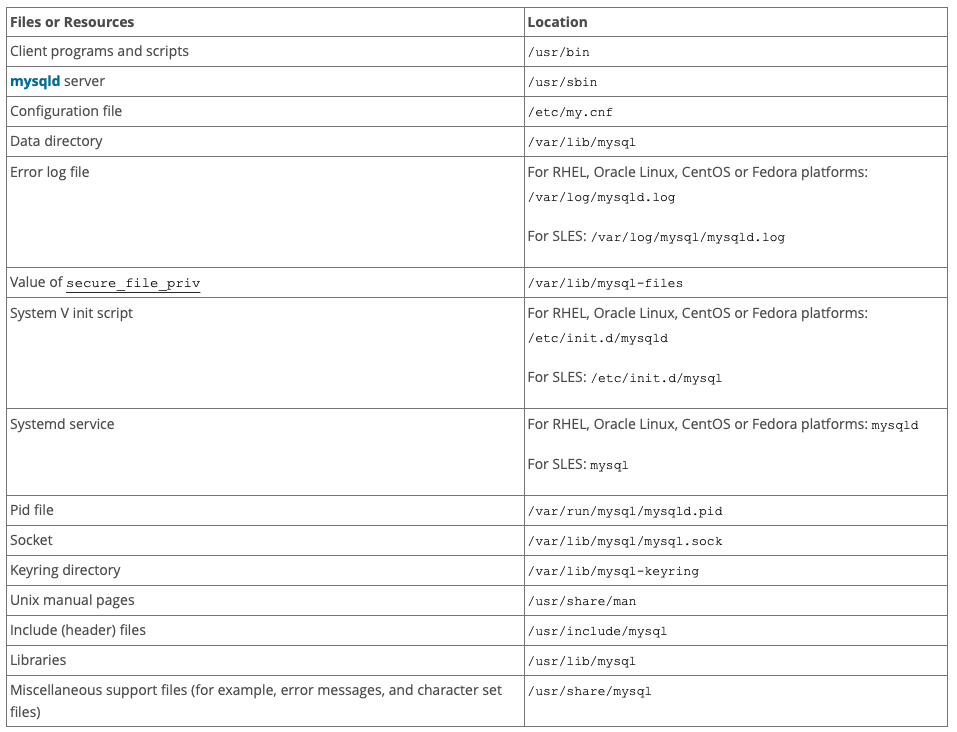 Files or Resources Location
Client programs and scripts /usr/bin
mysqld server /usr/sbin
Configuration file /etc/my.cnf
Data directory /var/lib/mysql
Error log file For RHEL, Oracle Linux, CentOS or Fedora platforms:
/var/log/mysqld.log
For SLES: /var/log/mysql/mysqld.log
Value of secure_file_priv /var/lib/mysql-files
System V init script For RHEL, Oracle Linux, CentOS or Fedora platforms:
/etc/init.d/mysqld
For SLES: /etc/init.d/mysql
Systemd service For RHEL, Oracle Linux, CentOS or Fedora platforms: mysqld
For SLES: mysql
Pid file /var/run/mysql/mysqld.pid
Socket /var/lib/mysql/mysql.sock
Keyring directory /var/lib/mysql-keyring
Unix manual pages /usr/share/man
Include (header) files /usr/include/mysql
Libraries /usr/lib/mysql
Miscellaneous support files (for example, error messages, and character set /usr/share/mysql
files)